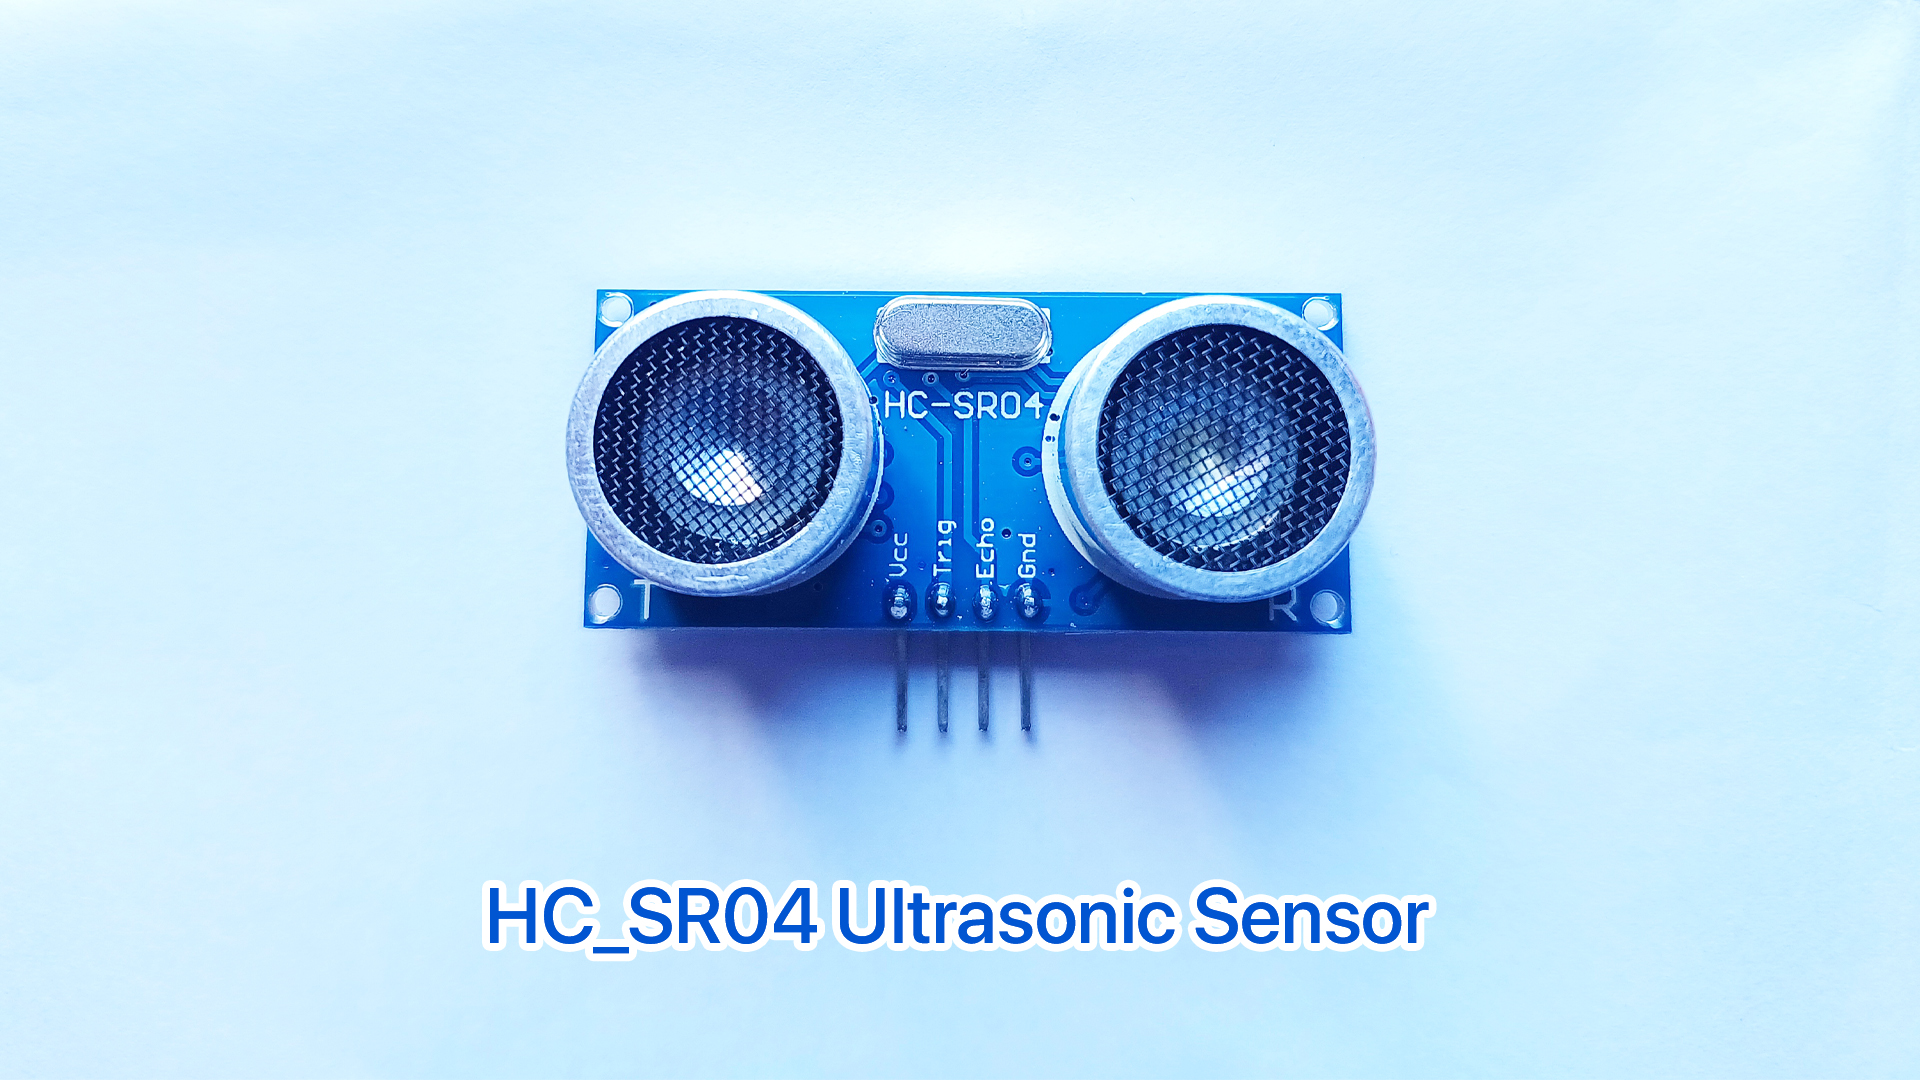 HC-SR04
Vcc
Trig
Echo
Gnd
T
R
HC_SR04 Ultrasonic Sensor